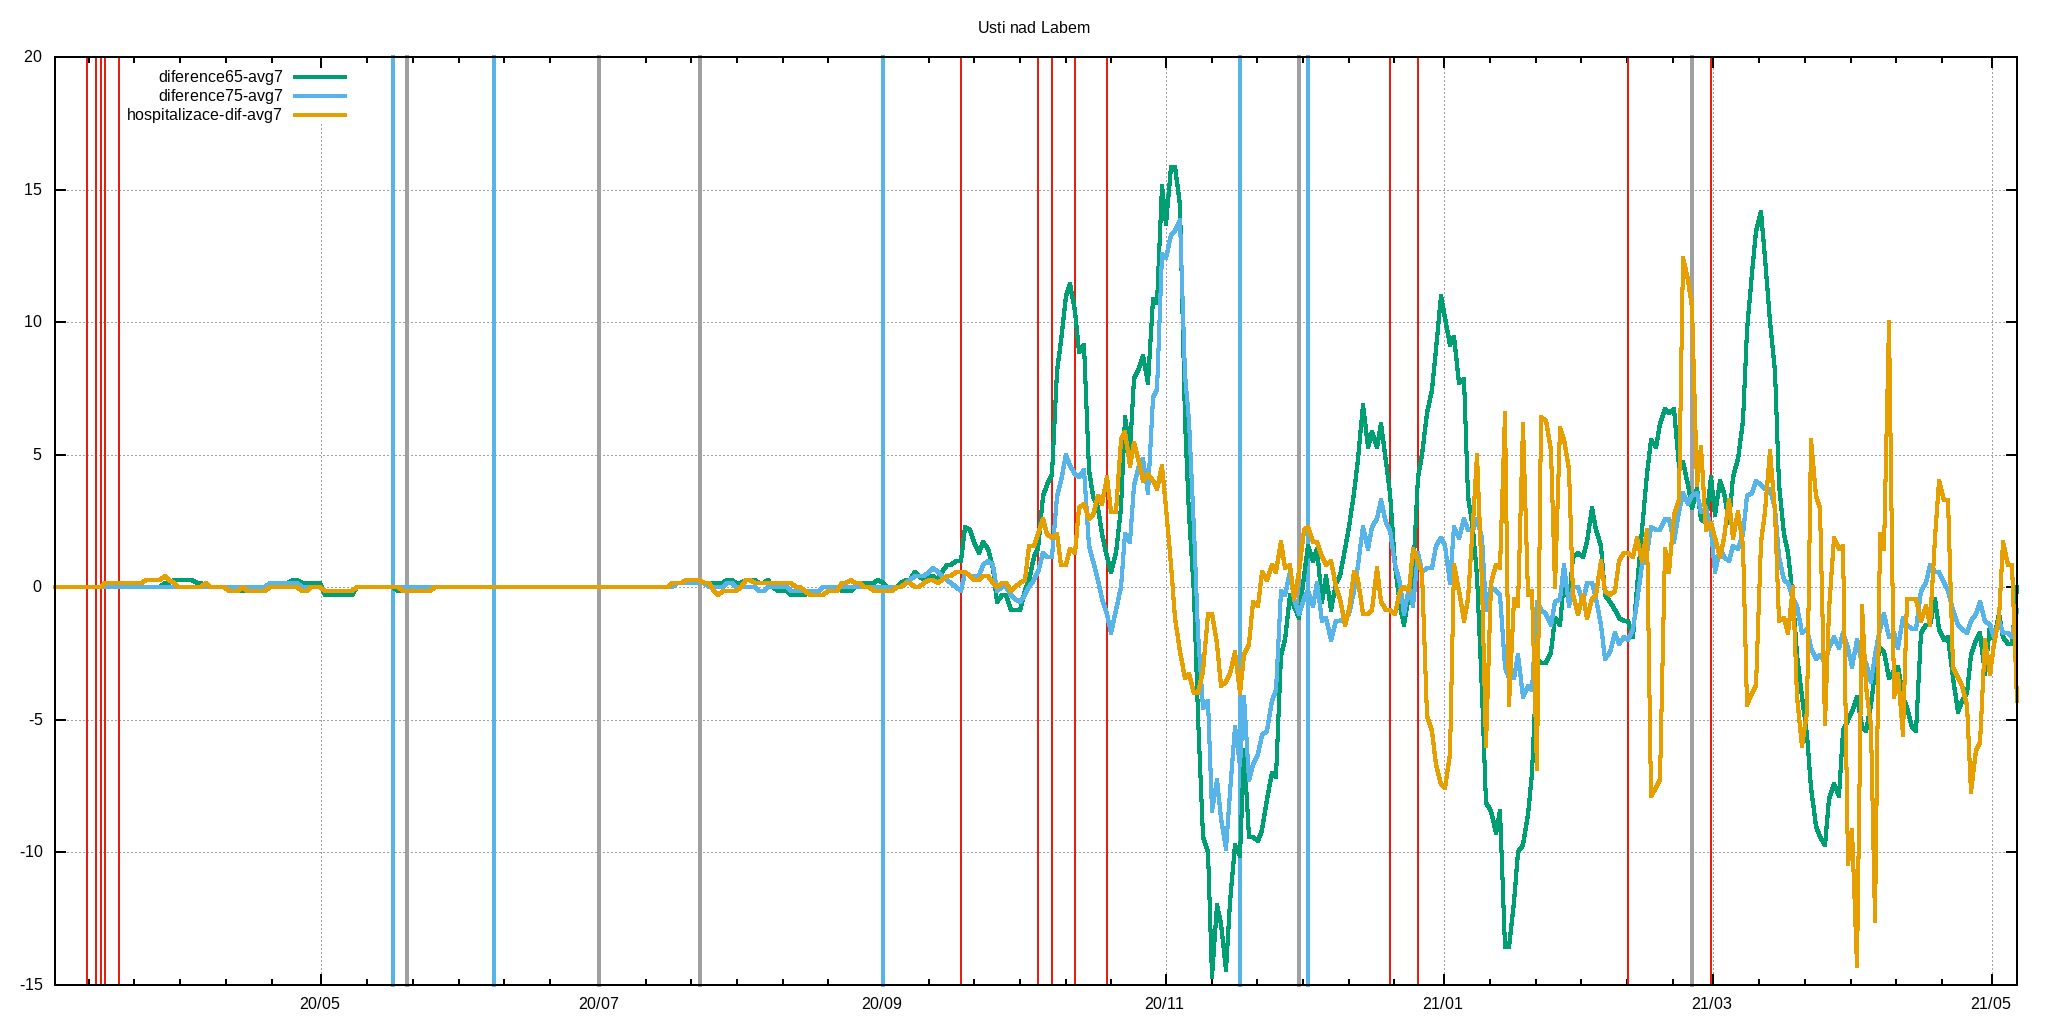 Usti nad Labem
20
diference65-avg7
diference75-avg7
hospitalizace-dif-avg7
15
10
5
0
-5
-10
-15
20/05 20/07 20/09 20/11 21/01 21/03 21/05